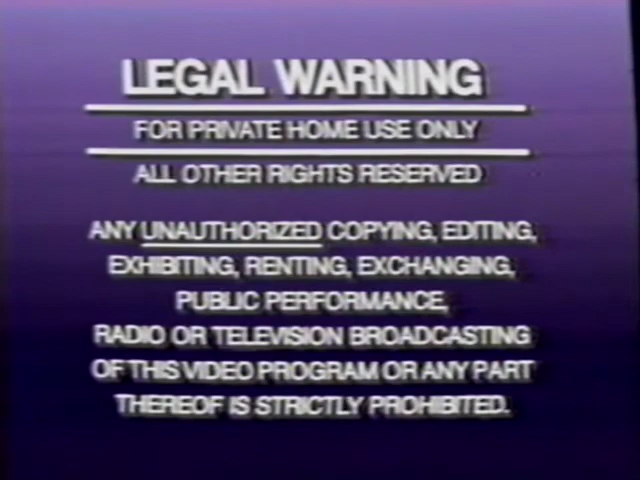 LEGAL WARNING
FOR PRIVATE HOME USE ONLY
ALL OTHER RIGHTS RESERVED
ANY UNAUTHORIZED COPYING, EDITING,
EXHIBITING, RENTING, EXCHANGING,
PUBLIC PERFORMANCE,
RADIO OR TELEVISION BROADCASTING
OF THIS VIDEO PROGRAM OR ANY PART
THEREOF IS STRICTLY PROHIBITED.